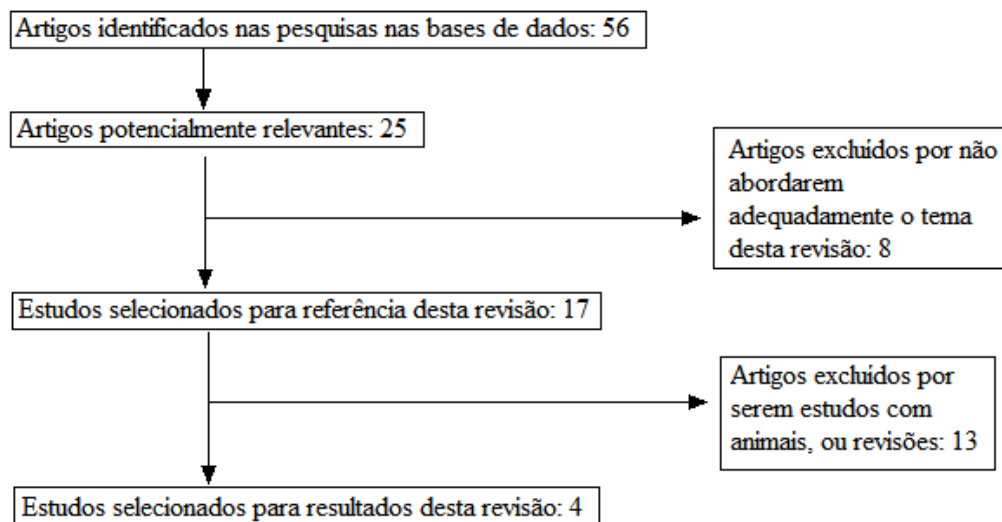 Artigos identificados nas pesquisas nas bases de dados: 56
Artigos potencialmente relevantes: 25
Artigos excluídos por não
abordarem
adequadamente o tema
desta revisão: 8
Estudos selecionados para referência desta revisão: 17
Artigos excluídos por
serem estudos com
animais, ou revisões: 13
Estudos selecionados para resultados desta revisão: 4